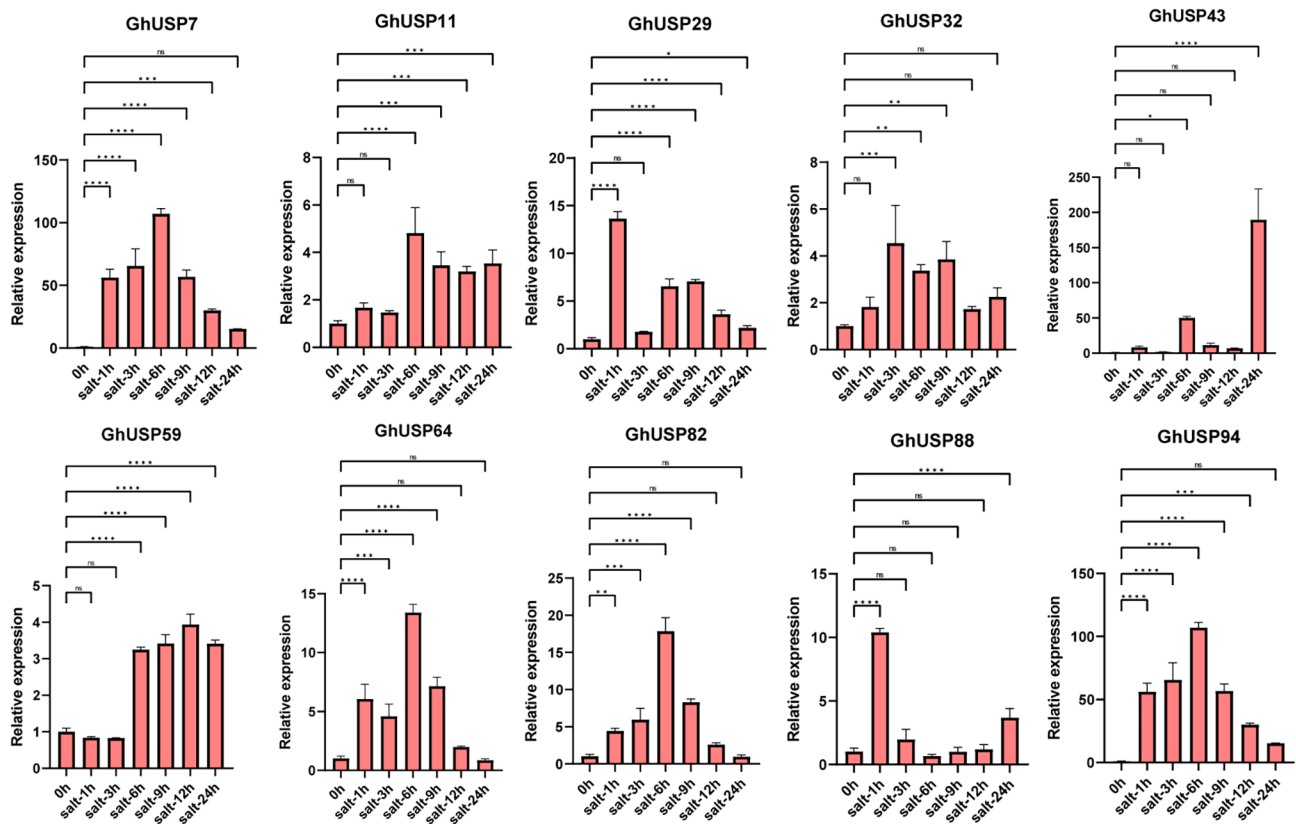 GhUSP7
ns
***
****
****
****
****
Relative expression
150
100
50
0
0h
salt-1h
salt-3h
salt-6h
salt-9h
salt-12h
salt-24h
GhUSP11
***
***
***
****
ns
ns
Relative expression
8
6
4
2
0
0h
salt-1h
salt-3h
salt-6h
salt-9h
salt-12h
salt-24h
GhUSP29
*
****
****
****
ns
****
Relative expression
20
15
10
5
0
0h
salt-1h
salt-3h
salt-6h
salt-9h
salt-12h
salt-24h
GhUSP32
ns
ns
**
**
***
ns
Relative expression
8
6
4
2
0
0h
salt-1h
salt-3h
salt-6h
salt-9h
salt-12h
salt-24h
GhUSP43
****
ns
ns
*
ns
ns
Relative expression
250
200
150
100
50
0
0h
salt-1h
salt-3h
salt-6h
salt-9h
salt-12h
salt-24h
GhUSP59
****
****
****
****
ns
ns
Relative expression
5
4
3
2
1
0
0h
salt-1h
salt-3h
salt-6h
salt-9h
salt-12h
salt-24h
GhUSP64
ns
ns
****
****
***
****
Relative expression
15
10
5
0
0h
salt-1h
salt-3h
salt-6h
salt-9h
salt-12h
salt-24h
GhUSP82
ns
ns
****
****
***
**
Relative expression
25
20
15
10
5
0
0h
salt-1h
salt-3h
salt-6h
salt-9h
salt-12h
salt-24h
GhUSP88
****
ns
ns
ns
ns
****
Relative expression
15
10
5
0
0h
salt-1h
salt-3h
salt-6h
salt-9h
salt-12h
salt-24h
GhUSP94
ns
***
****
****
****
****
Relative expression
150
100
50
0
0h
salt-1h
salt-3h
salt-6h
salt-9h
salt-12h
salt-24h